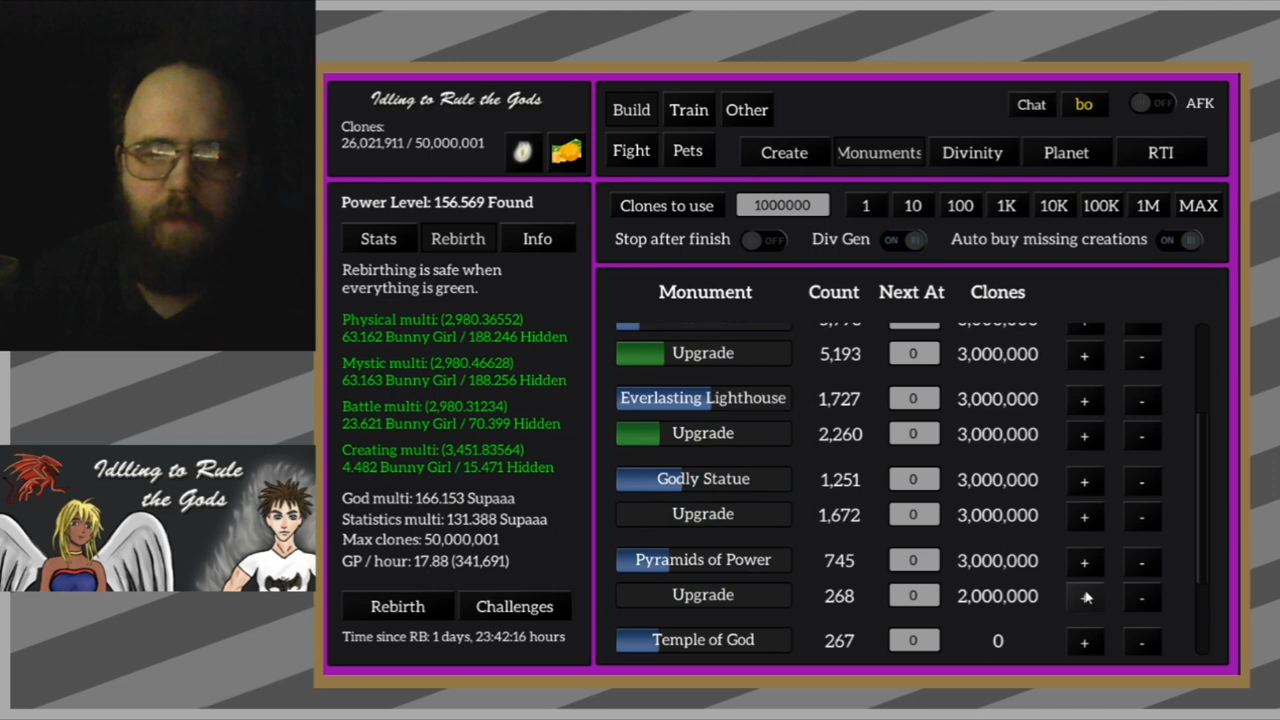 Idling to Rule the Gods
Clones:
26,021,911 / 50,000,001
Build
Train
Other
Chat
bo
OFF
AFK
Fight
Pets
Create
Monuments
Divinity
Planet
RTI
Power Level: 156.569 Found
Stats
Rebirth
Info
Rebirthing is safe when
everything is green.
Physical multi: (2,980.36552)
63.162 Bunny Girl / 188.246 Hidden
Mystic multi: (2,980.46628)
63.163 Bunny Girl / 188.256 Hidden
Battle multi: (2,980.31234)
23.621 Bunny Girl / 70.399 Hidden
Creating multi: (3,451.83564)
4.482 Bunny Girl / 15.471 Hidden
God multi: 166.153 Supaaa
Statistics multi: 131.388 Supaaa
Max clones: 50,000,001
GP / hour: 17.88 (341,691)
Rebirth
Challenges
Time since RB: 1 days, 23:42:16 hours
Clones to use
1000000
1
10
100
1K
10K
100K
1M
MAX
Stop after finish
OFF
Div Gen
ON
Auto buy missing creations
ON
Monument Count Next At Clones
Upgrade 5,193 0 3,000,000 + -
Everlasting Lighthouse 1,727 0 3,000,000 + -
Upgrade 2,260 0 3,000,000 + -
Godly Statue 1,251 0 3,000,000 + -
Upgrade 1,672 0 3,000,000 + -
Pyramids of Power 745 0 3,000,000 + -
Upgrade 268 0 2,000,000 + -
Temple of God 267 0 0 + -
Idlling to Rule
the Gods